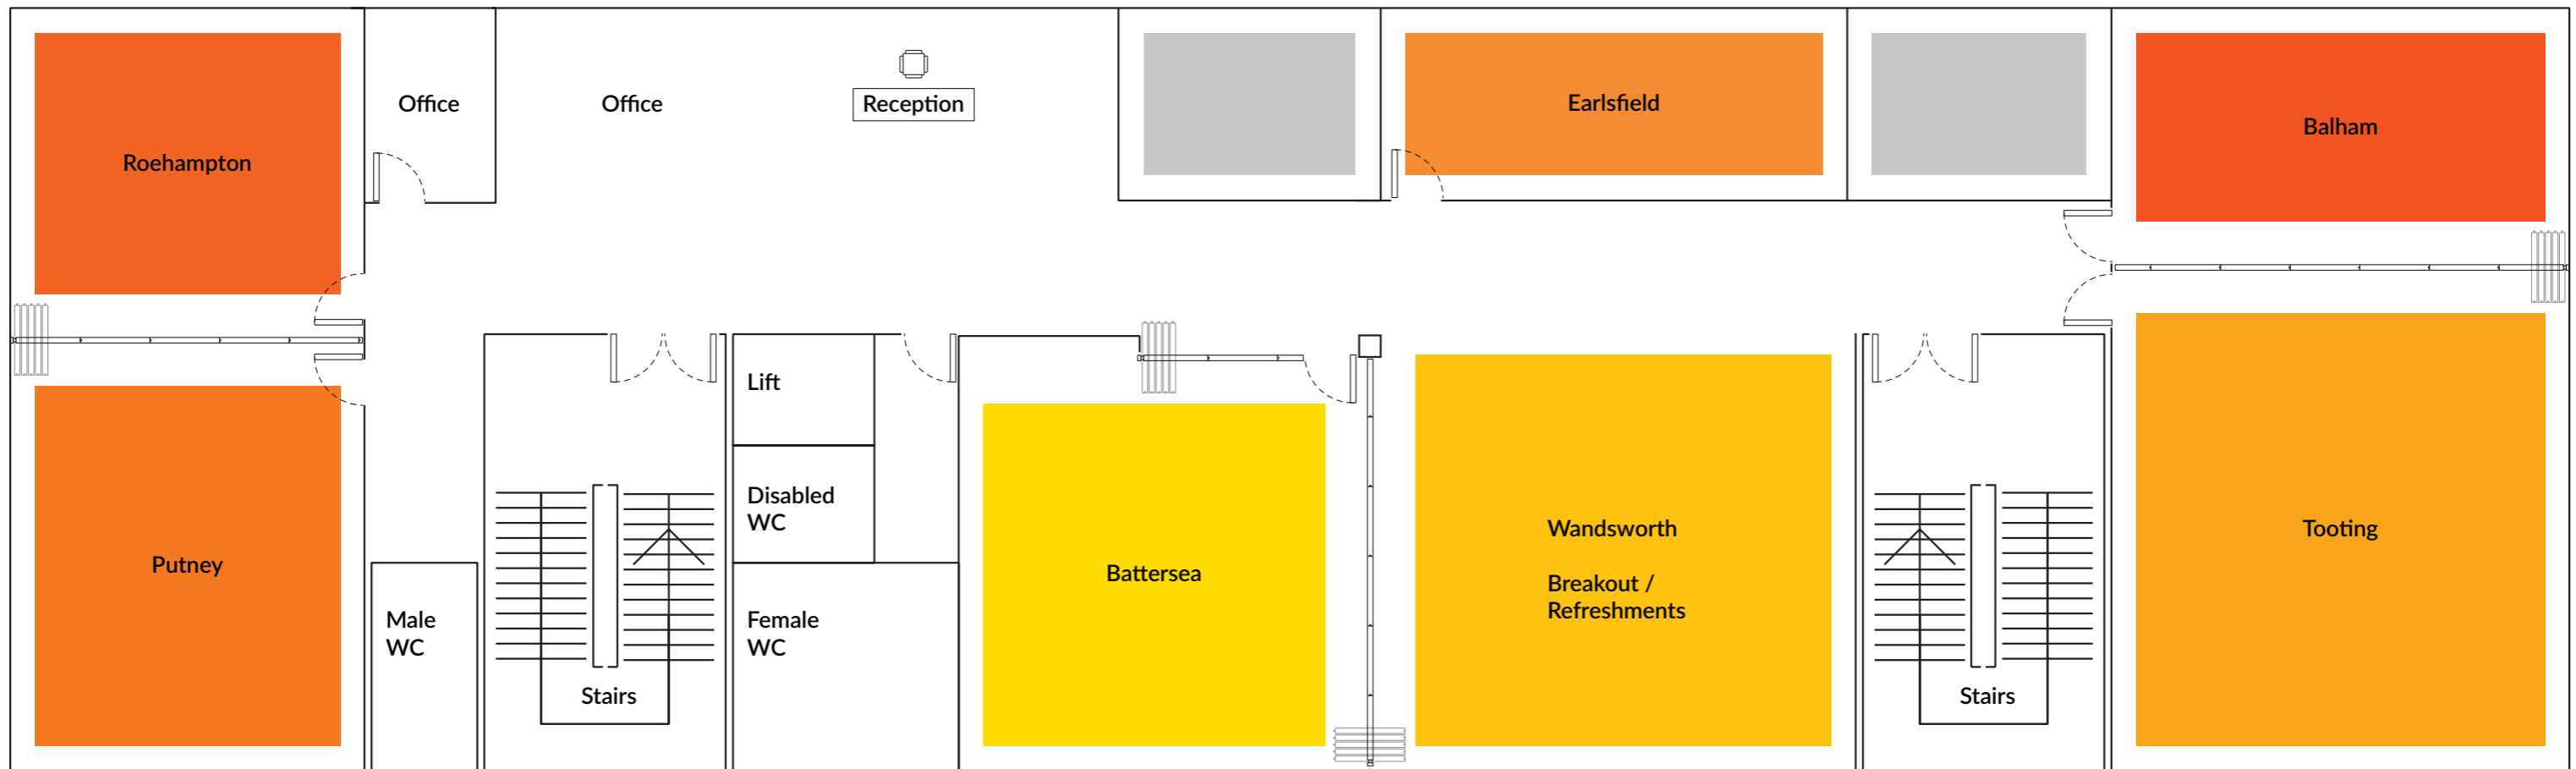 Roehampton
Office
Office
Reception
Earlsfield
Balham
Putney
Male
WC
Stairs
Lift
Disabled
WC
Female
WC
Battersea
Wandsworth
Breakout /
Refreshments
Stairs
Tooting